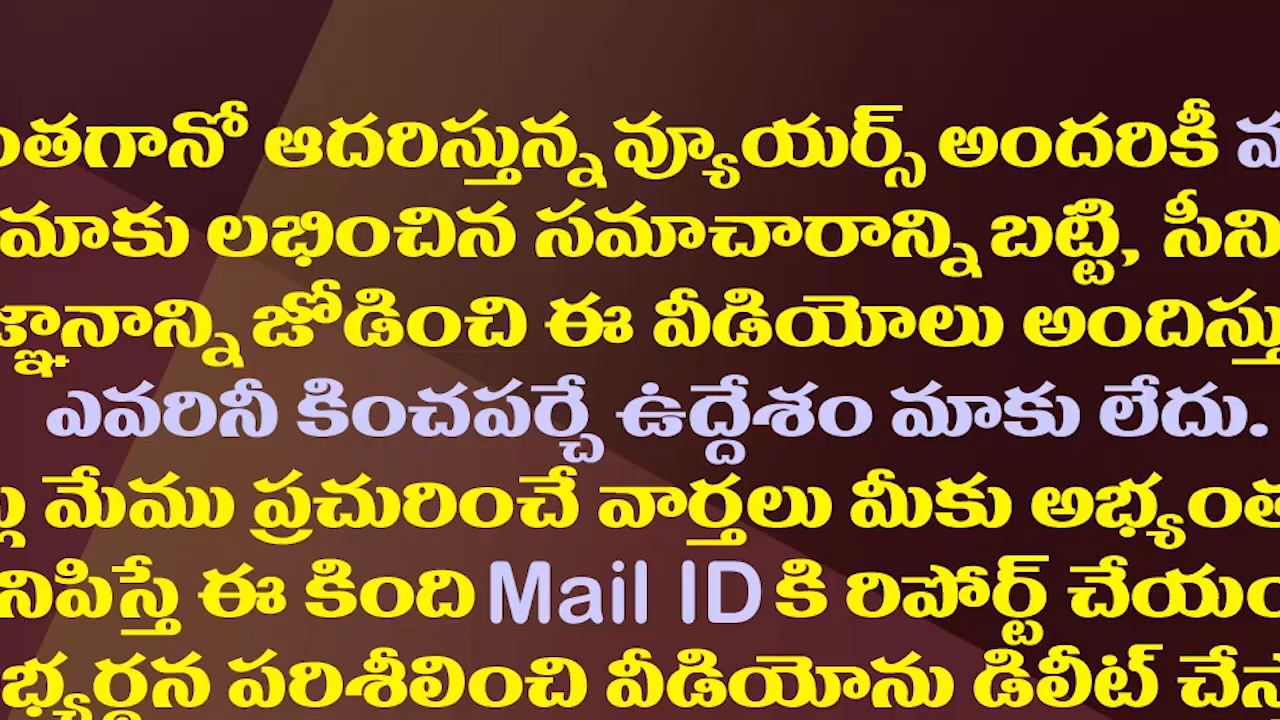 ఆదరిస్తున్న వ్యూయర్స్ అందరికీ
మాకు లభించిన సమాచారాన్ని బట్టి,
జోడించి ఈ వీడియోలు
ఎవరినీ కించపర్చే ఉద్దేశం మాకు లేదు.
మేము ప్రచురించే వార్తలు మీకు
ఈ కింది Mail ID కి రిపోర్ట్
పరిశీలించి వీడియోను డిలీట్